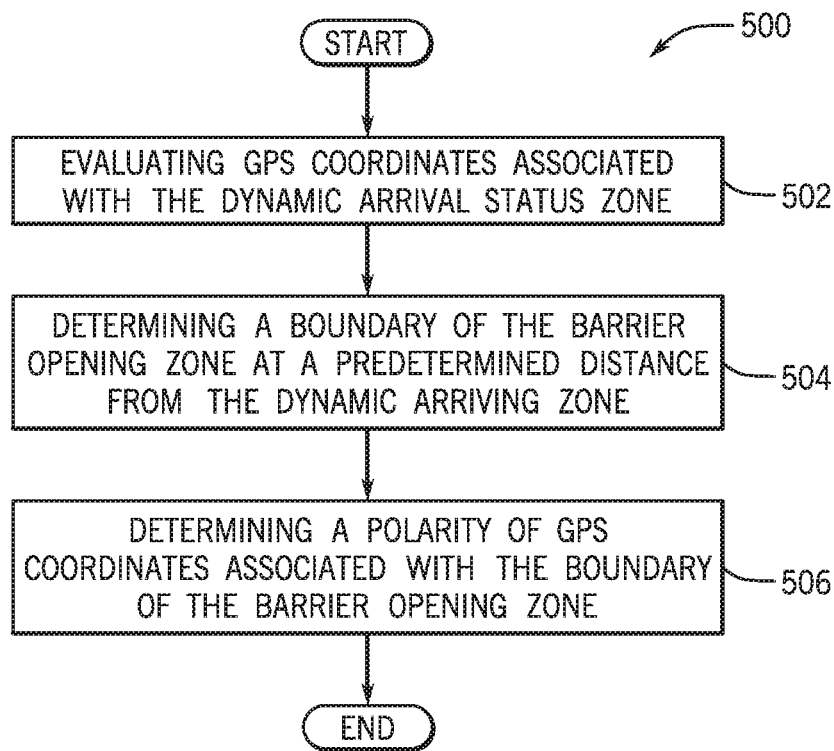 START
500
EVALUATING GPS COORDINATES ASSOCIATED
WITH THE DYNAMIC ARRIVAL STATUS ZONE
502
DETERMINING A BOUNDARY OF THE BARRIER
OPENING ZONE AT A PREDETERMINED DISTANCE
FROM THE DYNAMIC ARRIVING ZONE
504
DETERMINING A POLARITY OF GPS
COORDINATES ASSOCIATED WITH THE BOUNDARY
OF THE BARRIER OPENING ZONE
506
END